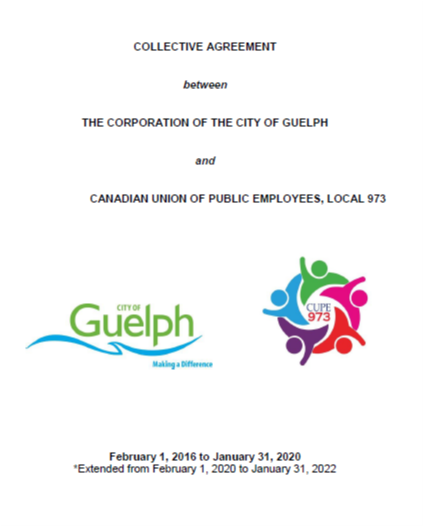 COLLECTIVE AGREEMENT
between
THE CORPORATION OF THE CITY OF GUELPH
and
CANADIAN UNION OF PUBLIC EMPLOYEES, LOCAL 973
CITY OF
Guelph
Making a Difference
CUPE
973
February 1, 2016 to January 31, 2020
*Extended from February 1, 2020 to January 31, 2022